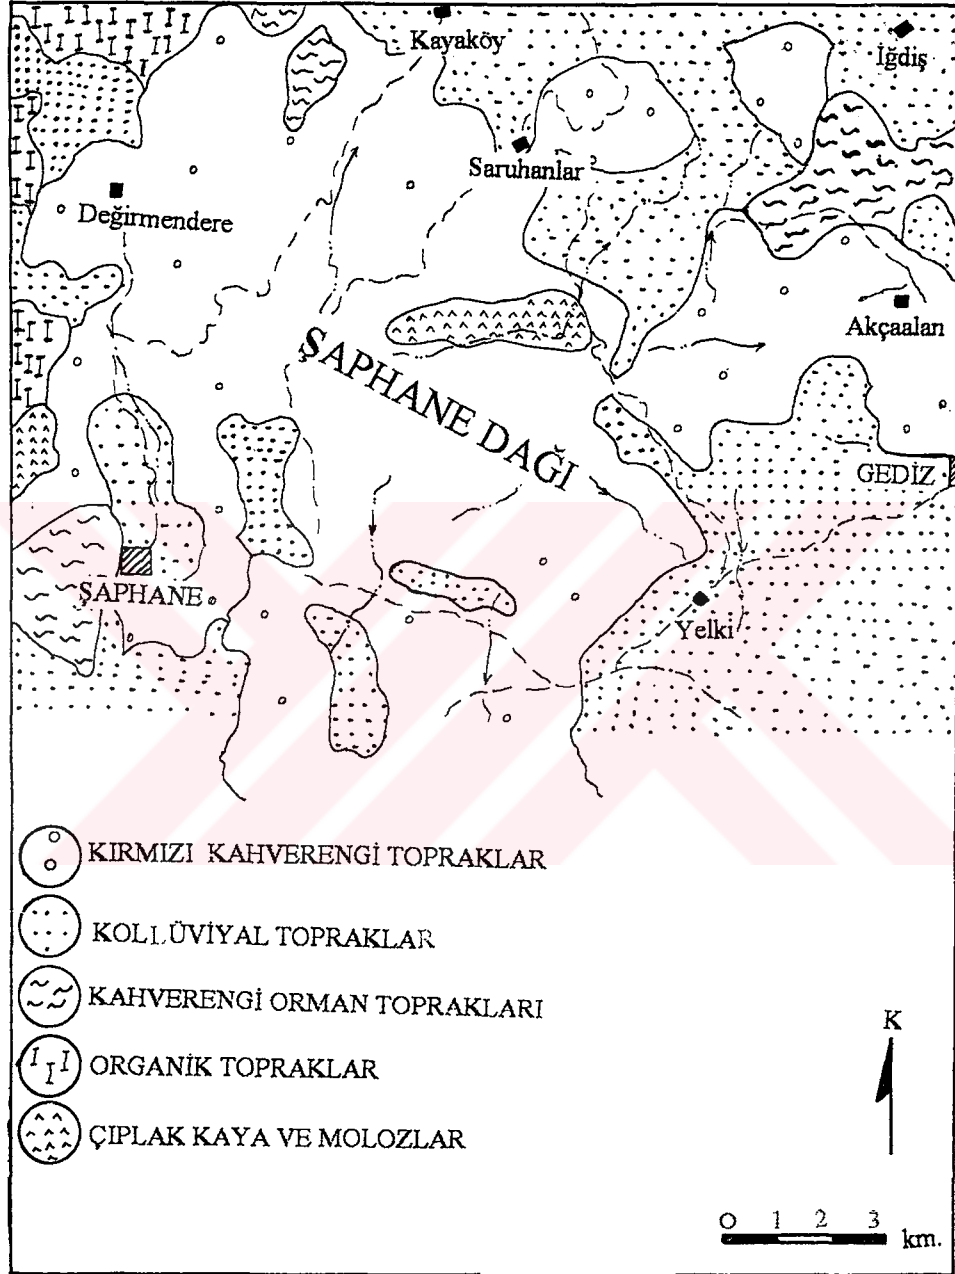 Kayaköy
İğdiş
Saruhanlar
Değirmendere
Akçaalan
ŞAPHANE DAĞI
GEDİZ
ŞAPHANE
Yelki
KIRMIZI KAHVERENGİ TOPRAKLAR
KOLLÜVİYAL TOPRAKLAR
KAHVERENGİ ORMAN TOPRAKLARI
ORGANİK TOPRAKLAR
ÇIPLAK KAYA VE MOLOZLAR
K
0 1 2 3 km.